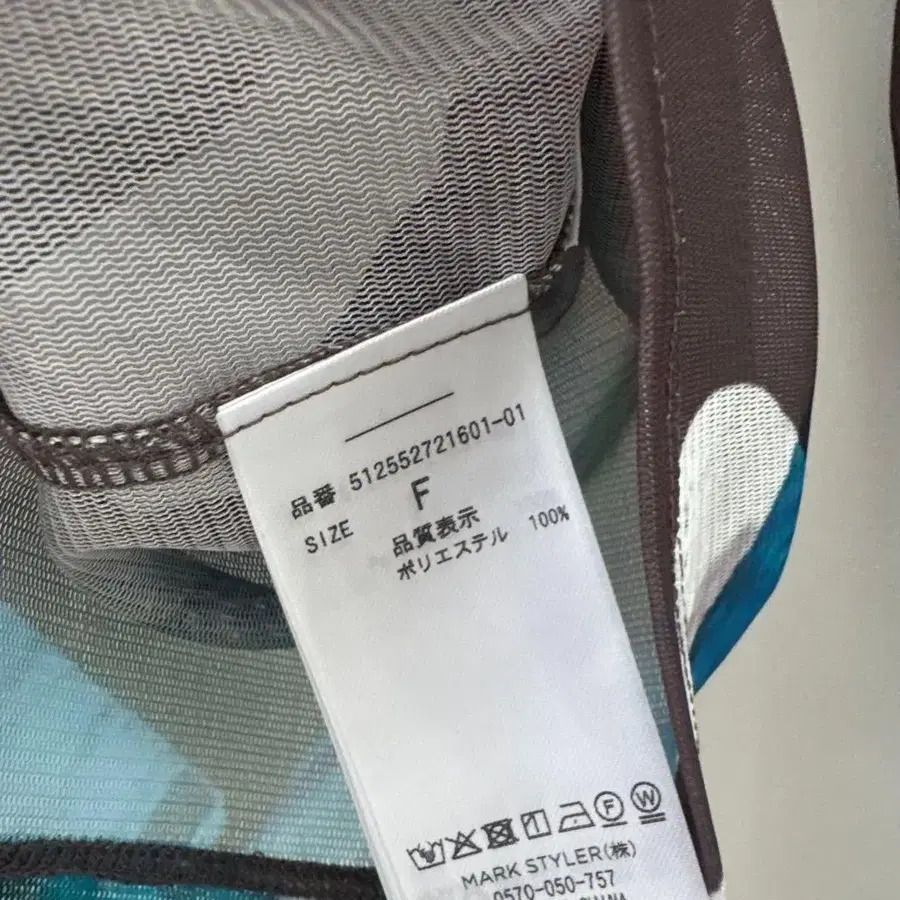 品番 512552721601-01
SIZE F
品質表示
ポリエステル 100%
F W
MARK STYLER(株)
0570-050-757
CHINA